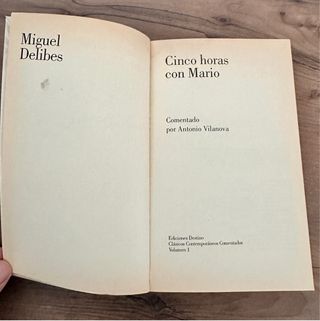 Miguel
Delibes
Cinco horas
con Mario
Comentado
por Antonio Vilanova
Ediciones Destino
Clásicos Contemporáneos Comentados
Volumen 1